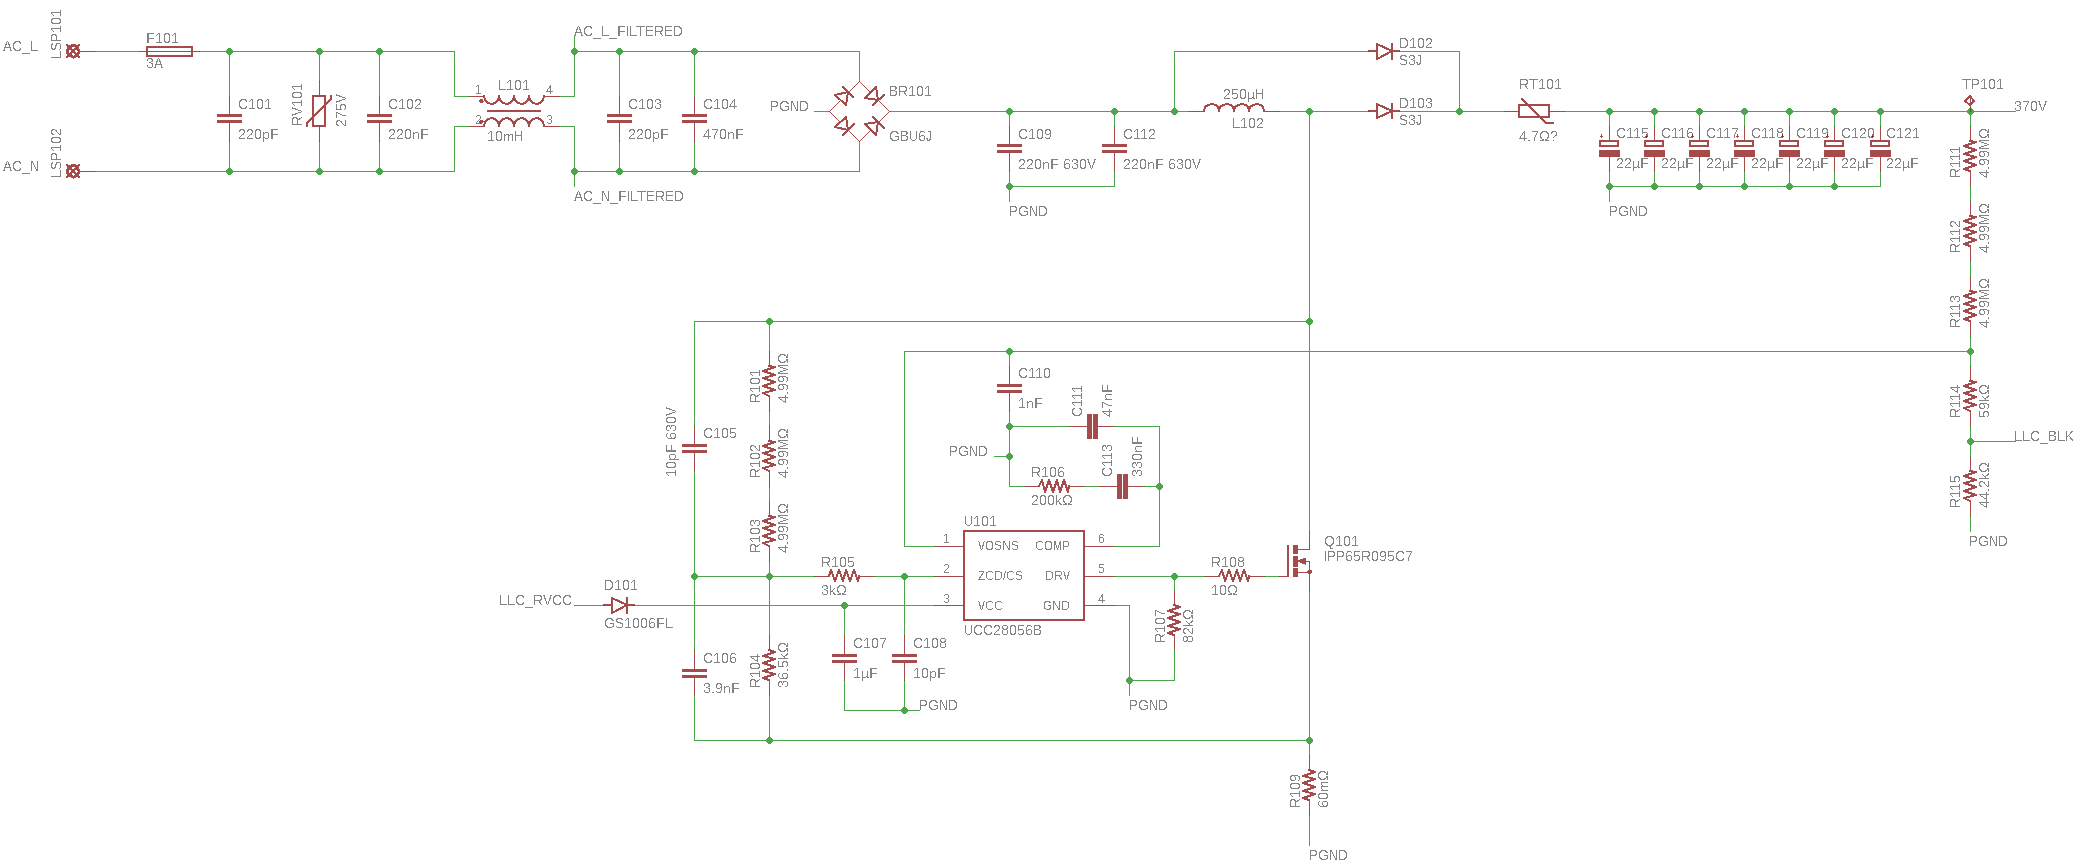 AC_L
LSP101
F101
3A
C101
220pF
RV101
275V
C102
220nF
1
L101
4
2
3
10mH
AC_L_FILTERED
C103
220pF
C104
470nF
AC_N_FILTERED
AC_N
LSP102
PGND
BR101
GBU6J
C109
220nF 630V
C112
220nF 630V
PGND
250µH
L102
D102
S3J
D103
S3J
RT101
4.7Ω?
C115
22µF
C116
22µF
C117
22µF
C118
22µF
C119
22µF
C120
22µF
C121
22µF
PGND
TP101
370V
R111
4.99MΩ
R112
4.99MΩ
R113
4.99MΩ
R114
59kΩ
LLC_BLK
R115
44.2kΩ
PGND
10pF 630V
C105
R101
4.99MΩ
R102
4.99MΩ
R103
4.99MΩ
C110
1nF
C111
47nF
PGND
R106
200kΩ
C113
330nF
U101
1
VOSNS
COMP
6
2
ZCD/CS
DRV
5
3
VCC
GND
4
UCC28056B
R105
3kΩ
LLC_RVCC
D101
GS1006FL
C106
3.9nF
R104
36.5kΩ
C107
1µF
C108
10pF
PGND
R107
82kΩ
PGND
R108
10Ω
Q101
IPP65R095C7
R109
60mΩ
PGND